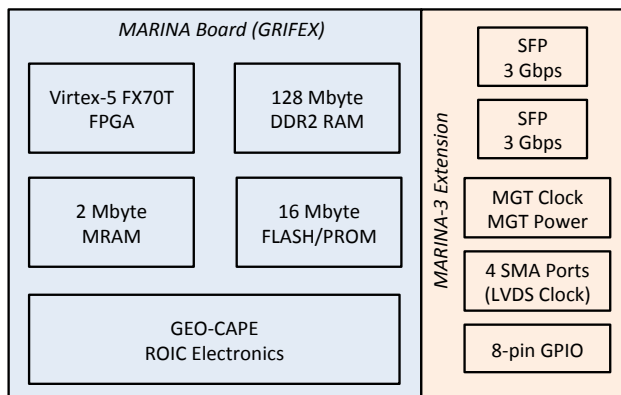 MARINA Board (GRIFEX)
Virtex-5 FX70T
FPGA
128 Mbyte
DDR2 RAM
2 Mbyte
MRAM
16 Mbyte
FLASH/PROM
GEO-CAPE
ROIC Electronics
MARINA-3 Extension
SFP
3 Gbps
SFP
3 Gbps
MGT Clock
MGT Power
4 SMA Ports
(LVDS Clock)
8-pin GPIO